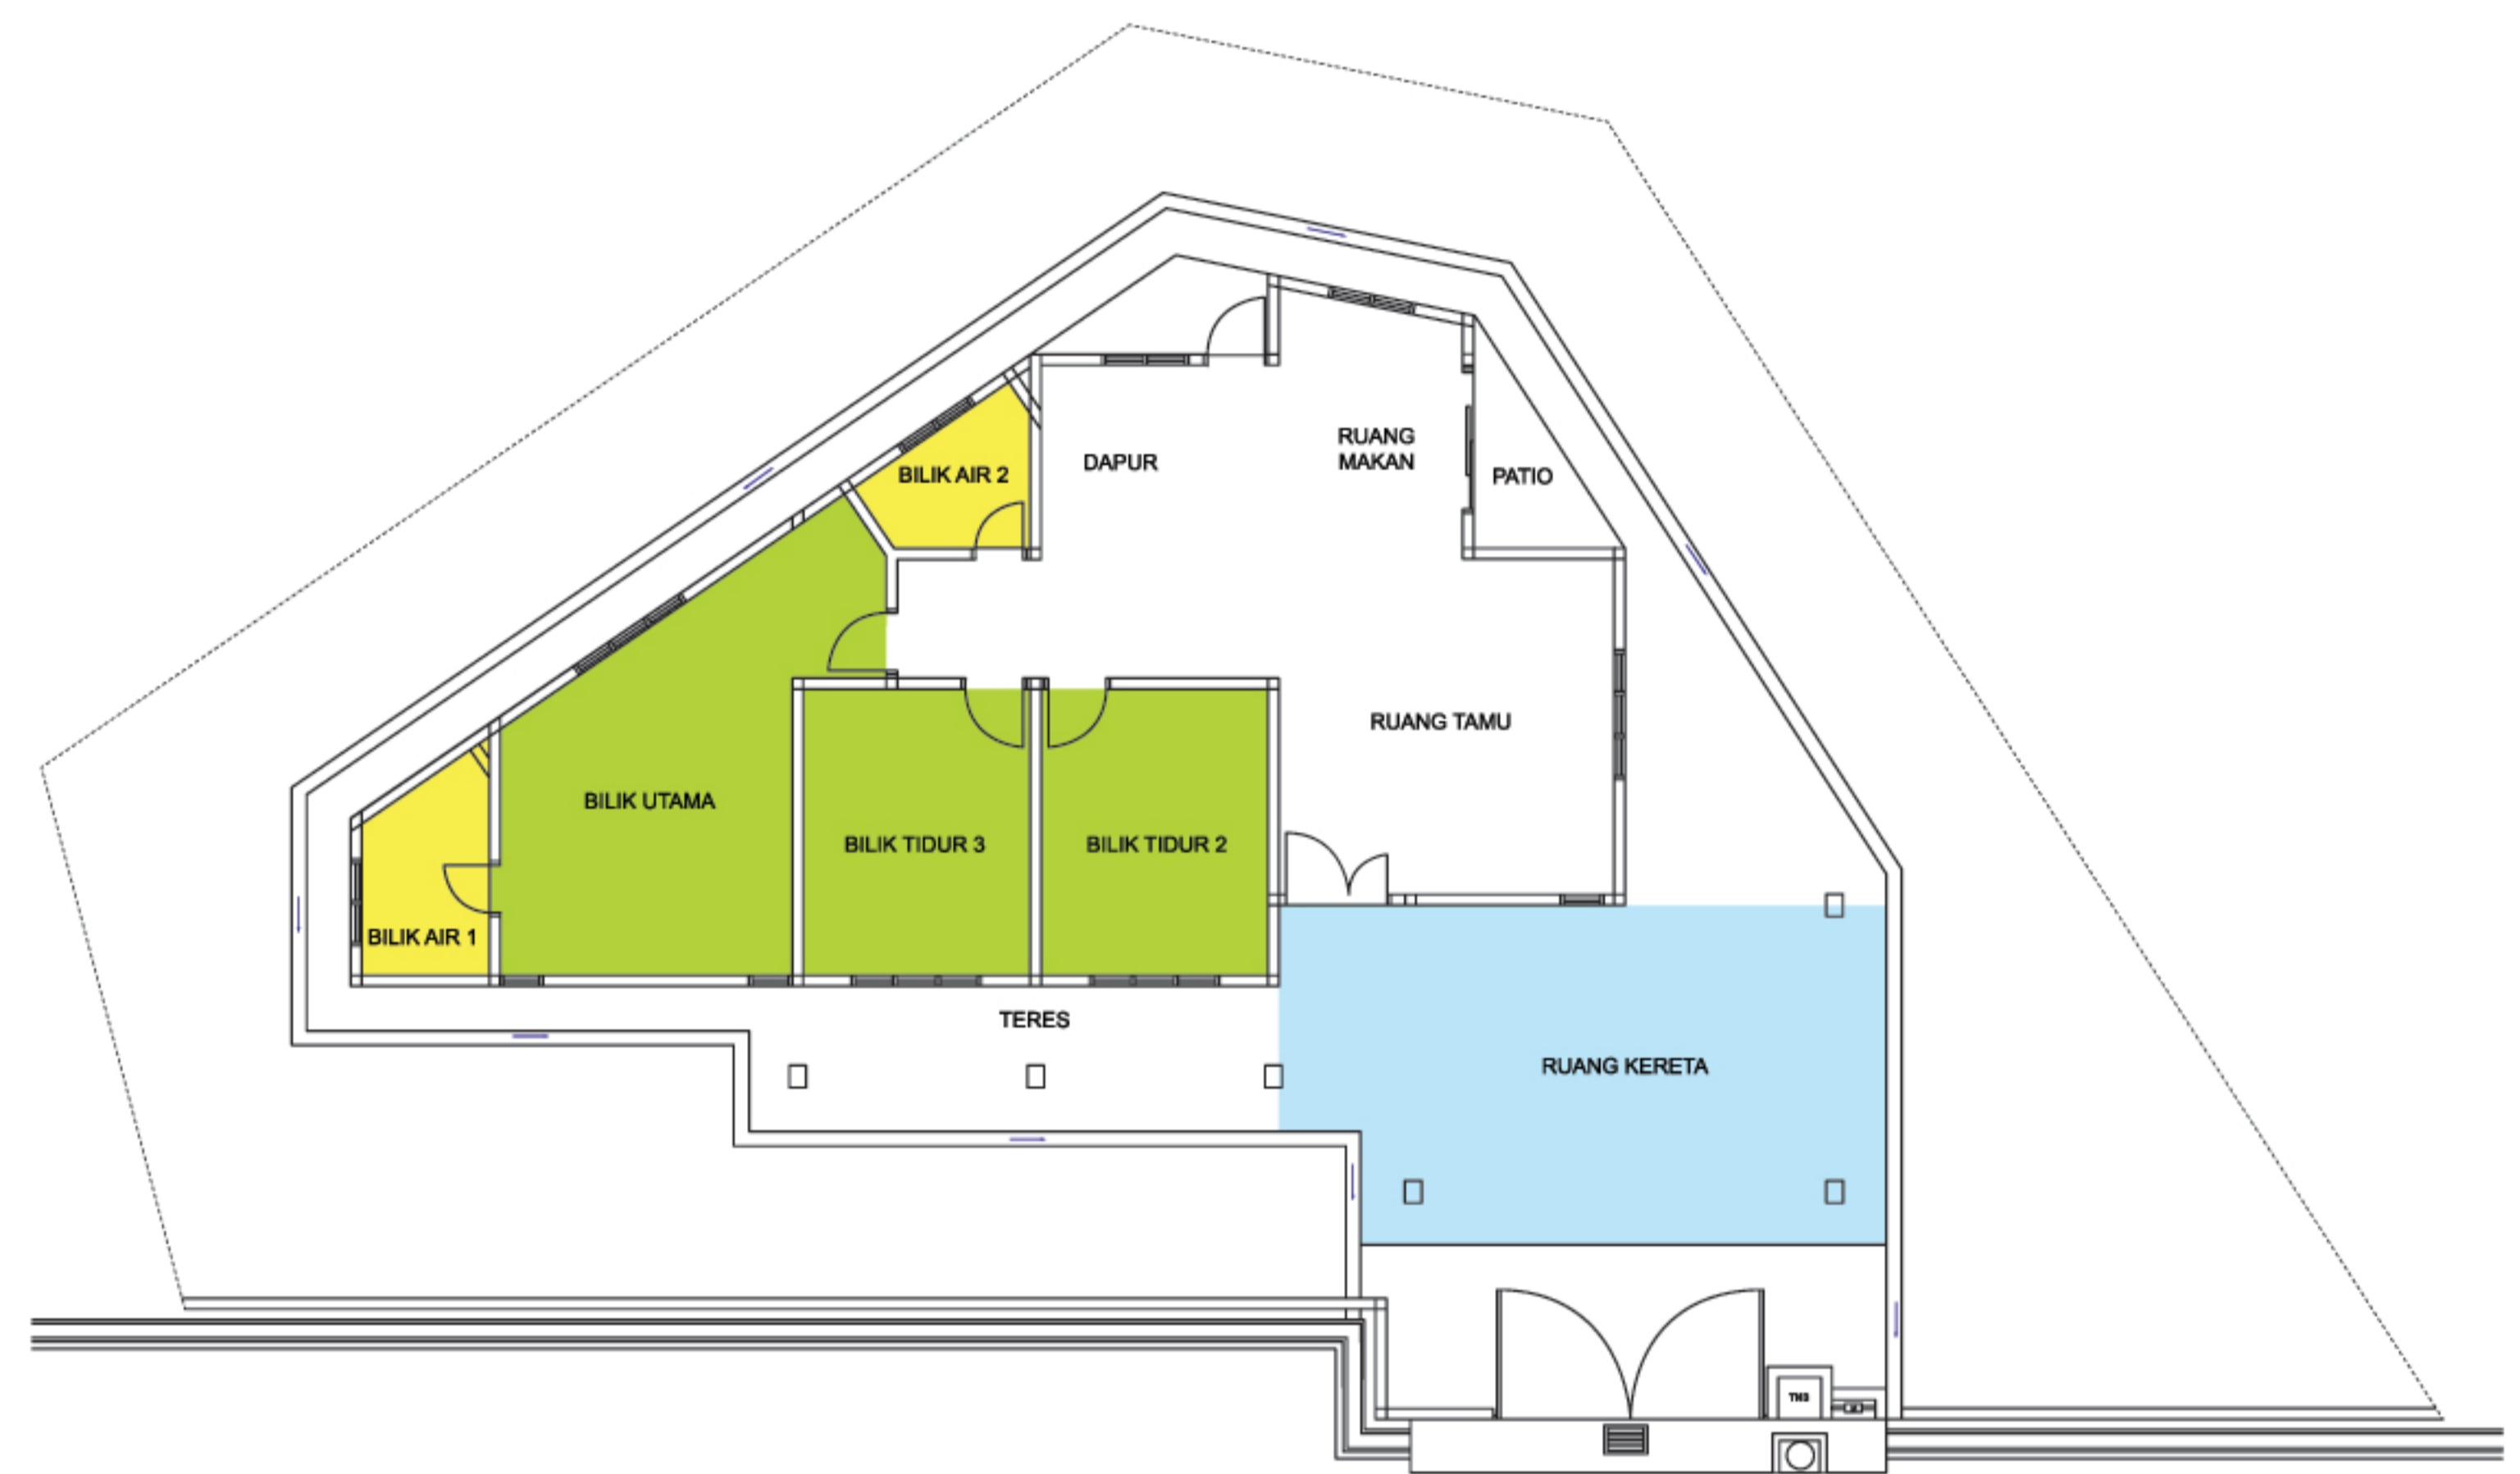 RUANG
MAKAN
DAPUR
BILIK AIR 2
PATIO
RUANG TAMU
BILIK UTAMA
BILIK TIDUR 3
BILIK TIDUR 2
BILIK AIR 1
TERES
RUANG KERETA
TNB